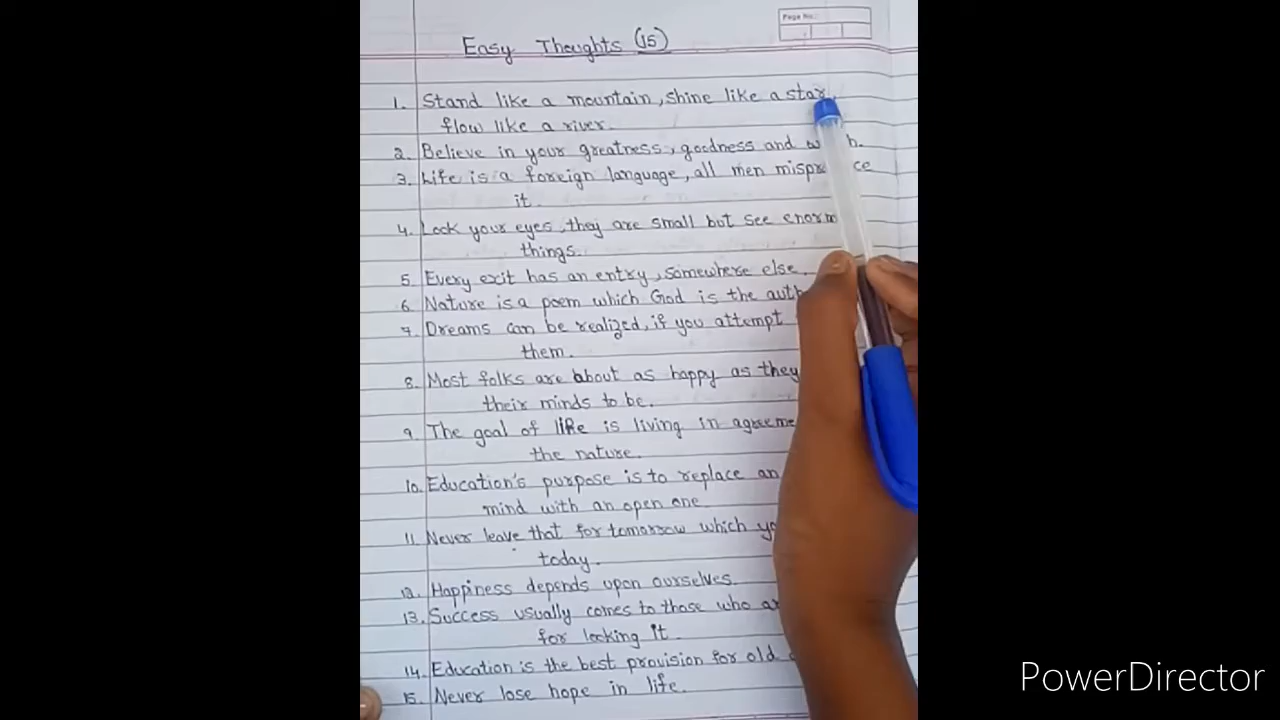 Page No.:
Easy Thoughts (15)
1. Stand like a mountain, shine like a star,
flow like a river.
2. Believe in your greatness, goodness and
3. Life is a foreign language, all men
it.
4. Look your eyes, they are small but see
things.
5. Every exit has an entry, somewhere else.
6. Nature is a poem which God is the
7. Dreams can be realized, if you attempt
them.
8. Most folks are about as happy as they
their minds to be.
9. The goal of life is living in
the nature.
10. Education's purpose is to replace an
mind with an open one.
11. Never leave that for tomorrow which
today.
12. Happiness depends upon ourselves.
13. Success usually comes to those who
for looking it.
14. Education is the best provision for old
15. Never lose hope in life.
PowerDirector